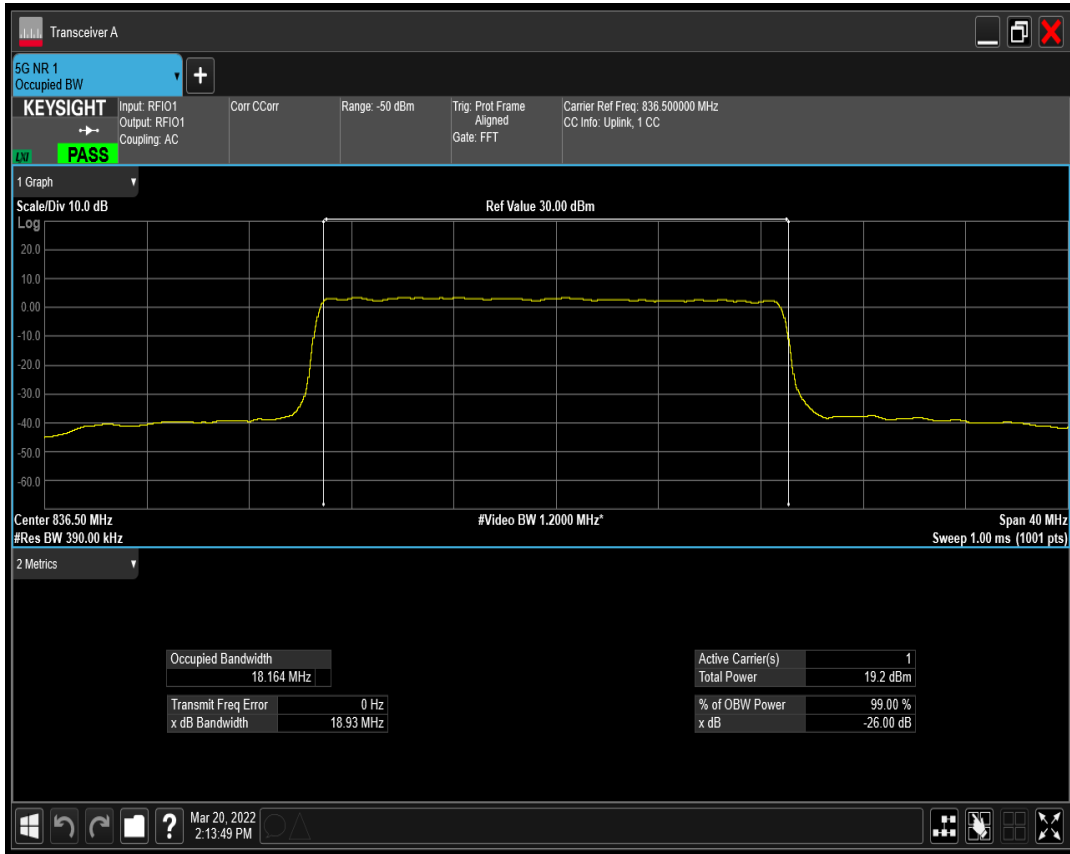 Transceiver A
5G NR 1
Occupied BW
+
KEYSIGHT
LXI
PASS
Input: RFIO1
Output: RFIO1
Coupling: AC
Corr CCorr
Range: -50 dBm
Trig: Prot Frame
Aligned
Gate: FFT
Carrier Ref Freq: 836.500000 MHz
CC Info: Uplink, 1 CC
1 Graph
Scale/Div 10.0 dB
Ref Value 30.00 dBm
Log
20.0
10.0
0.00
-10.0
-20.0
-30.0
-40.0
-50.0
-60.0
Center 836.50 MHz
#Video BW 1.2000 MHz*
Span 40 MHz
#Res BW 390.00 kHz
Sweep 1.00 ms (1001 pts)
2 Metrics
Occupied Bandwidth
18.164 MHz
Transmit Freq Error 0 Hz
x dB Bandwidth 18.93 MHz
Active Carrier(s) 1
Total Power 19.2 dBm
% of OBW Power 99.00 %
x dB -26.00 dB
?
Mar 20, 2022
2:13:49 PM